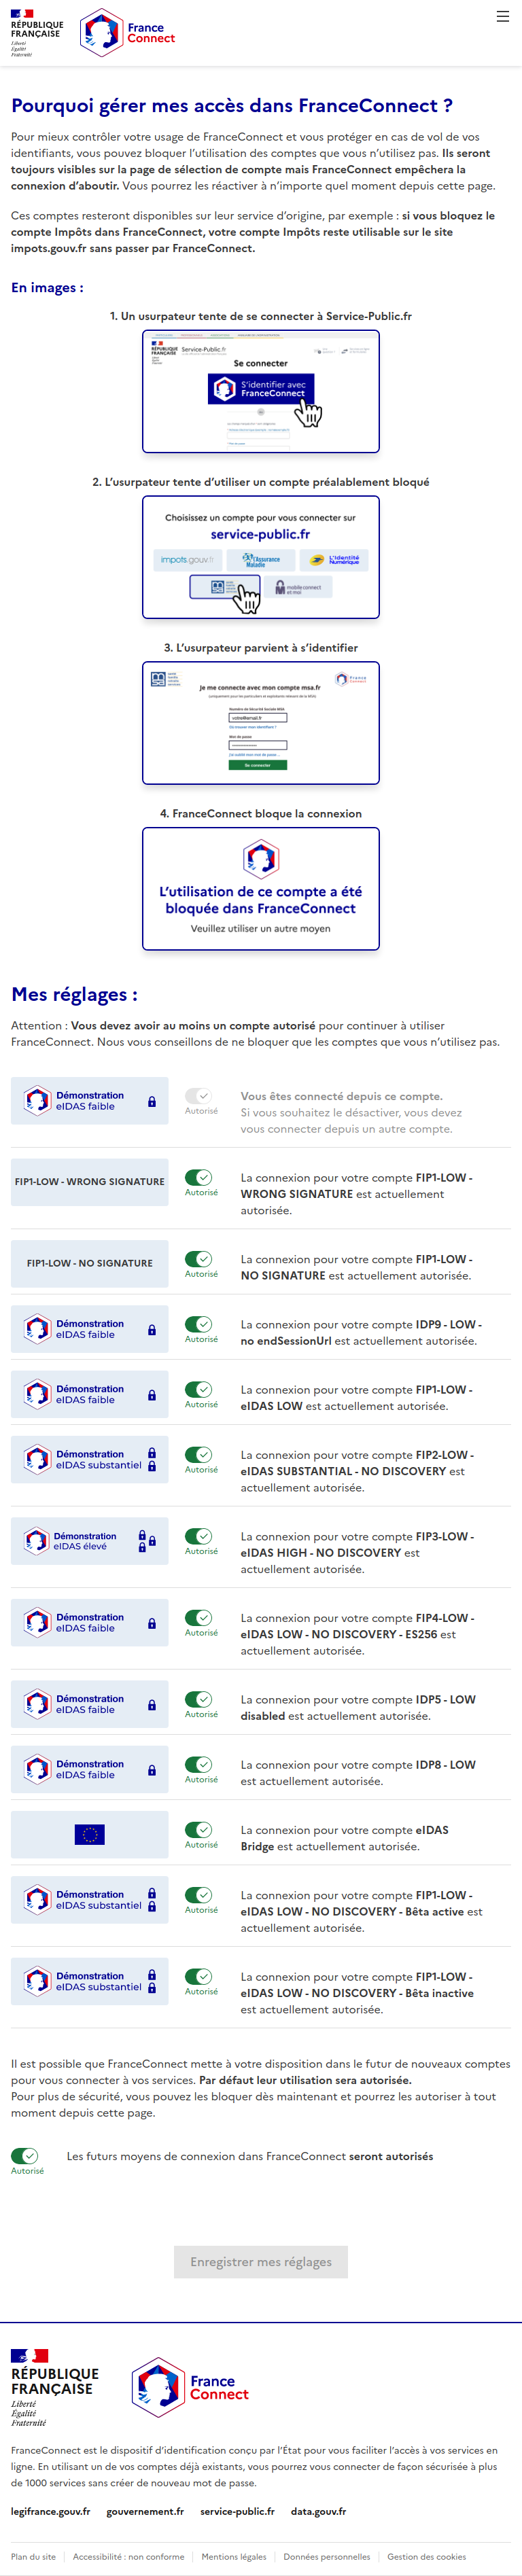 RÉPUBLIQUE
FRANÇAISE
Liberté
Égalité
Fraternité
France
Connect
Pourquoi gérer mes accès dans FranceConnect ?
Pour mieux contrôler votre usage de FranceConnect et vous protéger en cas de vol de vos
identifiants, vous pouvez bloquer l’utilisation des comptes que vous n’utilisez pas. Ils seront
toujours visibles sur la page de sélection de compte mais FranceConnect empêchera la
connexion d’aboutir. Vous pourrez les réactiver à n’importe quel moment depuis cette page.
Ces comptes resteront disponibles sur leur service d’origine, par exemple : si vous bloquez le
compte Impôts dans FranceConnect, votre compte Impôts reste utilisable sur le site
impots.gouv.fr sans passer par FranceConnect.
En images :
1. Un usurpateur tente de se connecter à Service-Public.fr
RÉPUBLIQUE
FRANÇAISE
Service-Public.fr
Se connecter
S’identifier avec
FranceConnect
2. L’usurpateur tente d’utiliser un compte préalablement bloqué
Choisissez un compte pour vous connecter sur
service-public.fr
impots.gouv.fr
l'Assurance
Maladie
L'Identité
Numérique
mobile connect
et moi
3. L’usurpateur parvient à s’identifier
France
Connect
Je me connecte avec mon compte msa.fr
Numéro de Sécurité Sociale MSA
votre@email.fr
Mot de passe
Se connecter
4. FranceConnect bloque la connexion
L’utilisation de ce compte a été
bloquée dans FranceConnect
Veuillez utiliser un autre moyen
Mes réglages :
Attention : Vous devez avoir au moins un compte autorisé pour continuer à utiliser
FranceConnect. Nous vous conseillons de ne bloquer que les comptes que vous n’utilisez pas.
Démonstration
eIDAS faible
Autorisé
Vous êtes connecté depuis ce compte.
Si vous souhaitez le désactiver, vous devez
vous connecter depuis un autre compte.
FIP1-LOW - WRONG SIGNATURE
Autorisé
La connexion pour votre compte FIP1-LOW -
WRONG SIGNATURE est actuellement
autorisée.
FIP1-LOW - NO SIGNATURE
Autorisé
La connexion pour votre compte FIP1-LOW -
NO SIGNATURE est actuellement autorisée.
Démonstration
eIDAS faible
Autorisé
La connexion pour votre compte IDP9 - LOW -
no endSessionUrl est actuellement autorisée.
Démonstration
eIDAS faible
Autorisé
La connexion pour votre compte FIP1-LOW -
eIDAS LOW est actuellement autorisée.
Démonstration
eIDAS substantiel
Autorisé
La connexion pour votre compte FIP2-LOW -
eIDAS SUBSTANTIAL - NO DISCOVERY est
actuellement autorisée.
Démonstration
eIDAS élevé
Autorisé
La connexion pour votre compte FIP3-LOW -
eIDAS HIGH - NO DISCOVERY est
actuellement autorisée.
Démonstration
eIDAS faible
Autorisé
La connexion pour votre compte FIP4-LOW -
eIDAS LOW - NO DISCOVERY - ES256 est
actuellement autorisée.
Démonstration
eIDAS faible
Autorisé
La connexion pour votre compte IDP5 - LOW
disabled est actuellement autorisée.
Démonstration
eIDAS faible
Autorisé
La connexion pour votre compte IDP8 - LOW
est actuellement autorisée.
Autorisé
La connexion pour votre compte eIDAS
Bridge est actuellement autorisée.
Démonstration
eIDAS substantiel
Autorisé
La connexion pour votre compte FIP1-LOW -
eIDAS LOW - NO DISCOVERY - Bêta active est
actuellement autorisée.
Démonstration
eIDAS substantiel
Autorisé
La connexion pour votre compte FIP1-LOW -
eIDAS LOW - NO DISCOVERY - Bêta inactive
est actuellement autorisée.
Il est possible que FranceConnect mette à votre disposition dans le futur de nouveaux comptes
pour vous connecter à vos services. Par défaut leur utilisation sera autorisée.
Pour plus de sécurité, vous pouvez les bloquer dès maintenant et pourrez les autoriser à tout
moment depuis cette page.
Autorisé
Les futurs moyens de connexion dans FranceConnect seront autorisés
Enregistrer mes réglages
RÉPUBLIQUE
FRANÇAISE
Liberté
Égalité
Fraternité
France
Connect
FranceConnect est le dispositif d’identification conçu par l’État pour vous faciliter l’accès à vos services en
ligne. En utilisant un de vos comptes déjà existants, vous pourrez vous connecter de façon sécurisée à plus
de 1000 services sans créer de nouveau mot de passe.
legifrance.gouv.fr gouvernement.fr service-public.fr data.gouv.fr
Plan du site Accessibilité : non conforme Mentions légales Données personnelles Gestion des cookies